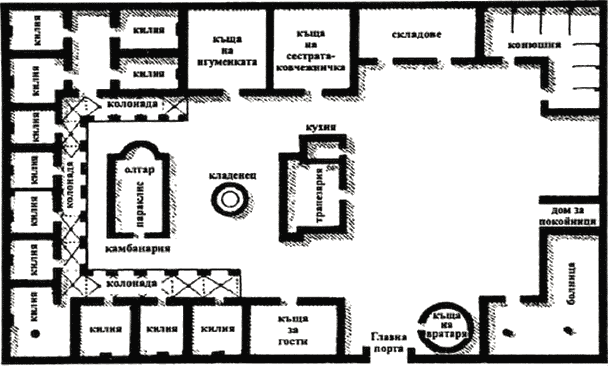 килия
килия
килия
килия
килия
килия
килия
килия
килия
колонада
колонада
колонада
къща
на
игуменката
къща
на
сестрата-
ковчежничка
складове
конюшня
кухня
трапезария
кладенец
олтар
параклис
камбанария
дом за
покойници
болница
килия
килия
килия
къща
за
гости
Главна
порта
къща
на
вратаря